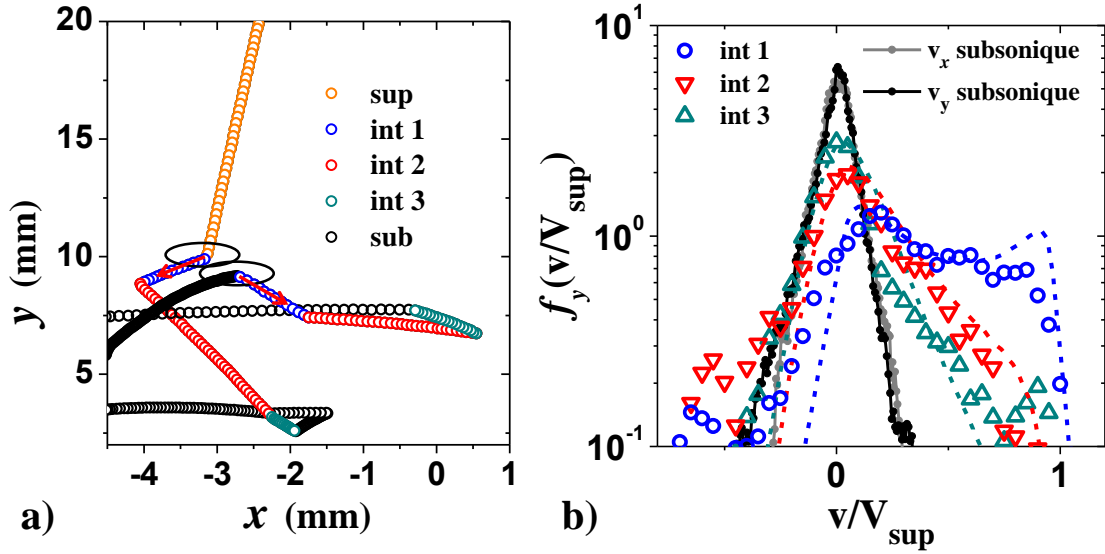 20
15
10
5
y (mm)
-4 -3 -2 -1 0 1
x (mm)
sup
int 1
int 2
int 3
sub
a)
10^1
10^0
10^-1
f_y(v/V_sup)
int 1
int 2
int 3
v_x subsonique
v_y subsonique
0 1
v/V_sup
b)